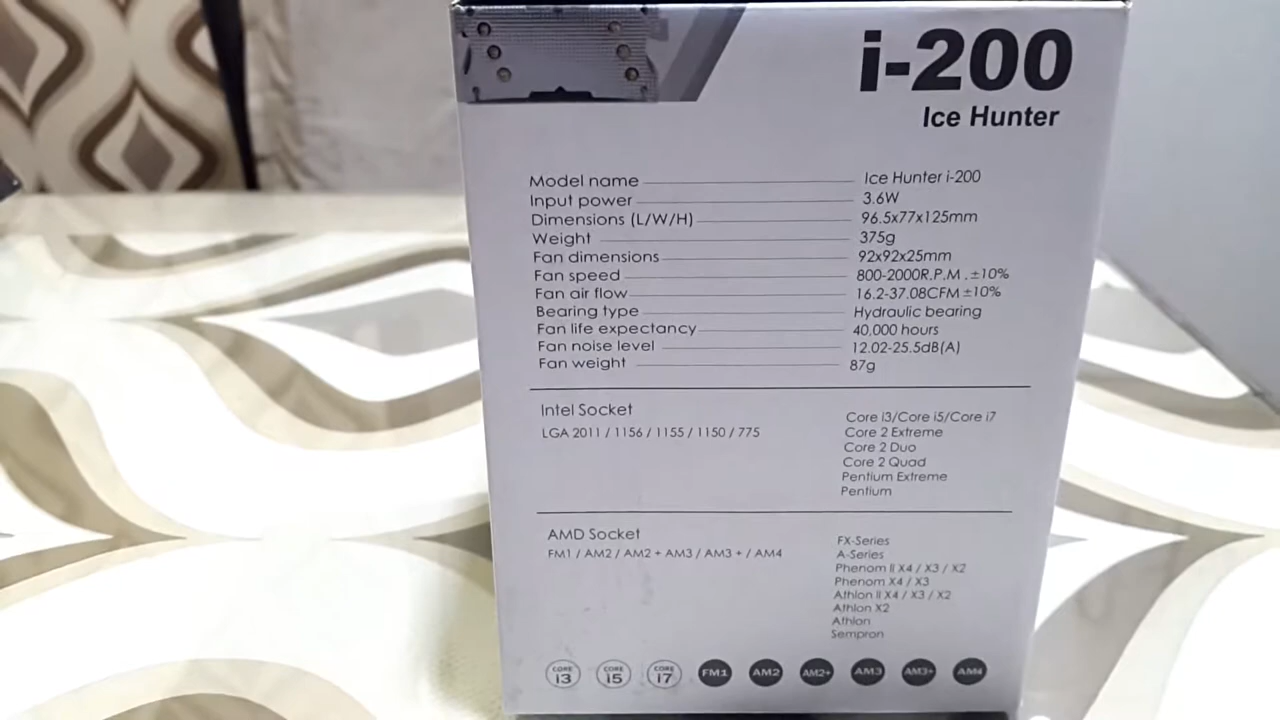 i-200
Ice Hunter
Model name Ice Hunter i-200
Input power 3.6W
Dimensions (L/W/H) 96.5x77x125mm
Weight 375g
Fan dimensions 92x92x25mm
Fan speed 800-2000R.P.M .±10%
Fan air flow 16.2-37.08CFM ±10%
Bearing type Hydraulic bearing
Fan life expectancy 40,000 hours
Fan noise level 12.02-25.5dB(A)
Fan weight 87g
Intel Socket
LGA 2011 / 1156 / 1155 / 1150 / 775
Core i3/Core i5/Core i7
Core 2 Extreme
Core 2 Duo
Core 2 Quad
Pentium Extreme
Pentium
AMD Socket
FM1 / AM2 / AM2 + AM3 / AM3 + / AM4
FX-Series
A-Series
Phenom II X4 / X3 / X2
Phenom X4 / X3
Athlon II X4 / X3 / X2
Athlon X2
Athlon
Sempron
CORE i3 CORE i5 CORE i7 FM1 AM2 AM2+ AM3 AM3+ AM4